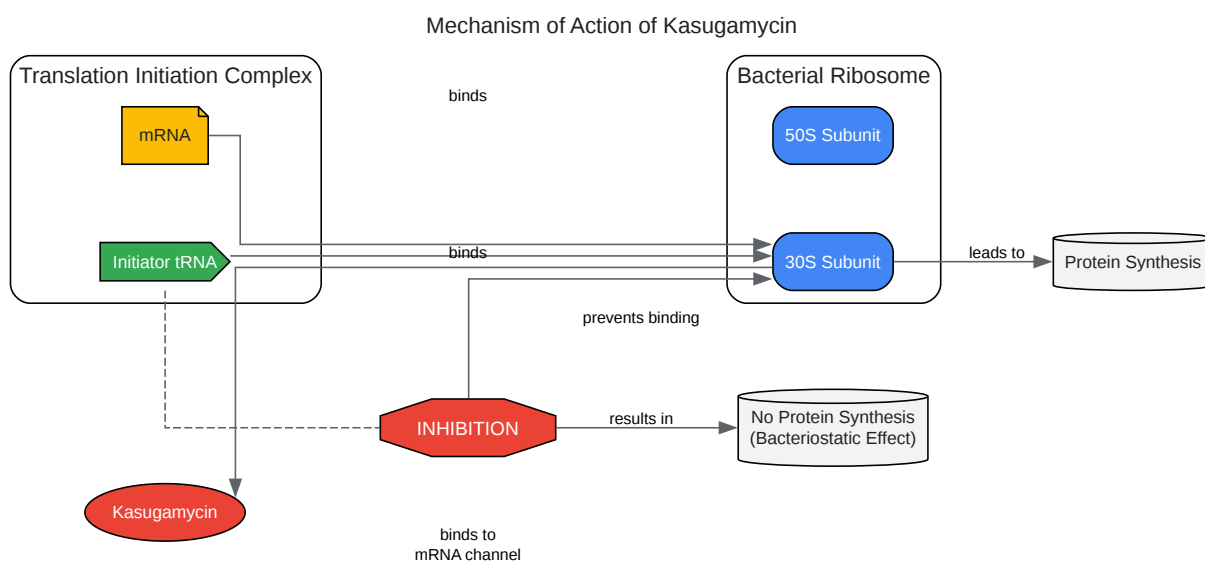 Mechanism of Action of Kasugamycin
Translation Initiation Complex
Bacterial Ribosome
binds
mRNA
50S Subunit
Initiator tRNA
binds
30S Subunit
leads to
Protein Synthesis
prevents binding
INHIBITION
results in
No Protein Synthesis
(Bacteriostatic Effect)
Kasugamycin
binds to
mRNA channel